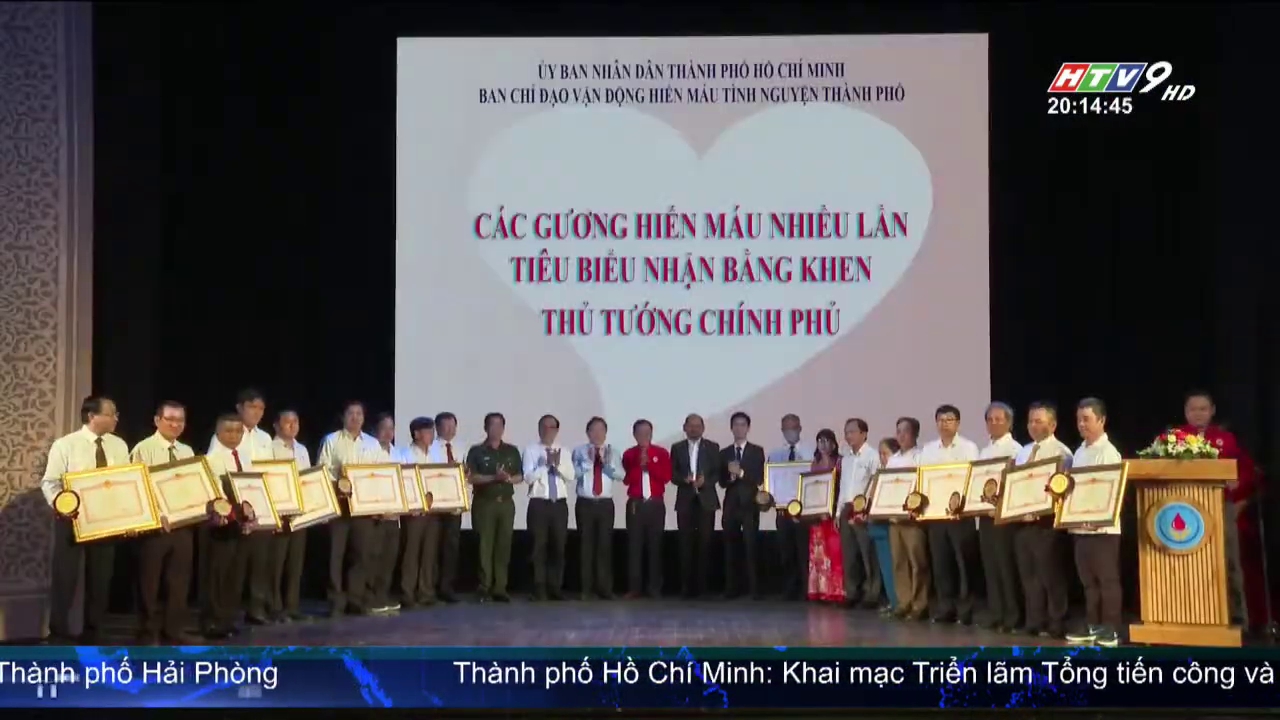 ỦY BAN NHÂN DÂN THÀNH PHỐ HỒ CHÍ MINH
BAN CHỈ ĐẠO VẬN ĐỘNG HIẾN MÁU TÌNH NGUYỆN THÀNH PHỐ
HTV9 HD
20:14:45
CÁC GƯƠNG HIẾN MÁU NHIỀU LẦN
TIÊU BIỂU NHẬN BẰNG KHEN
THỦ TƯỚNG CHÍNH PHỦ
Thành phố Hải Phòng Thành phố Hồ Chí Minh: Khai mạc Triển lãm Tổng tiến công và